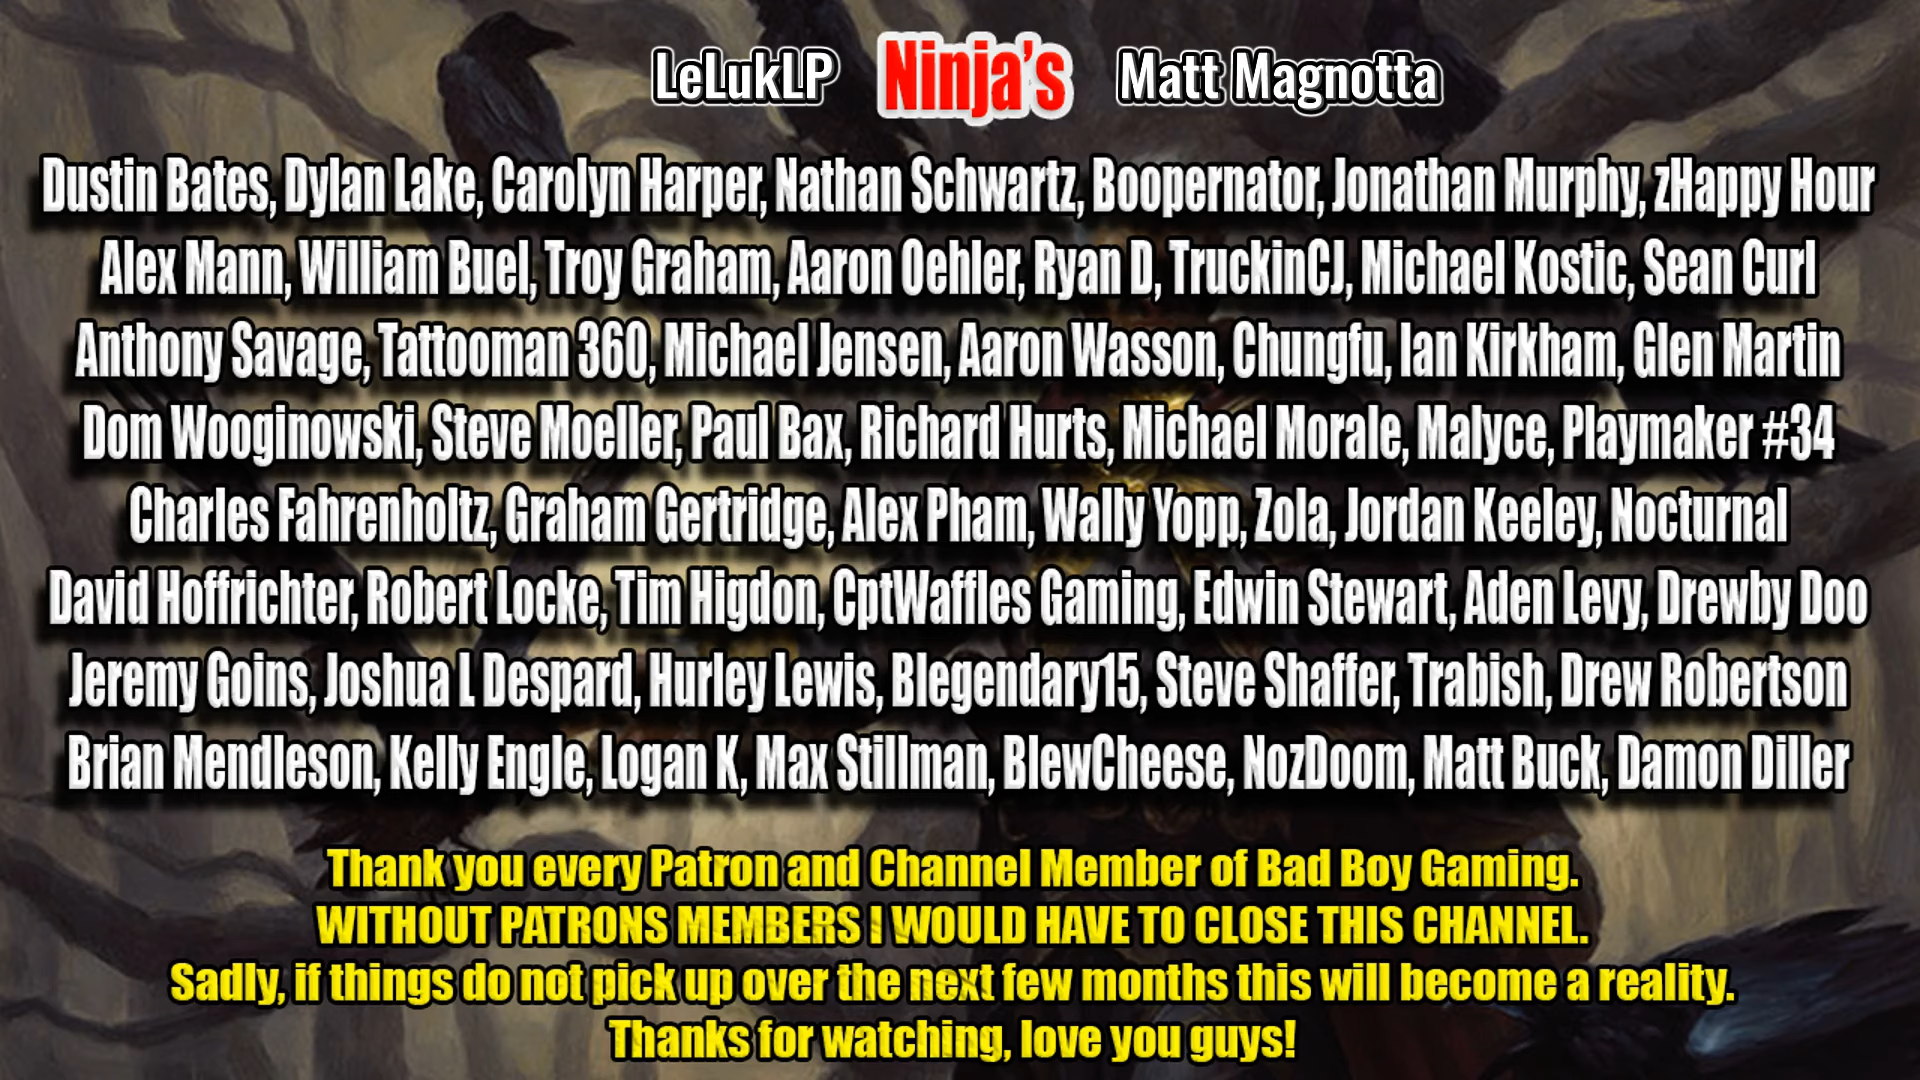 LeLukLP Ninja's Matt Magnotta
Dustin Bates, Dylan Lake, Carolyn Harper, Nathan Schwartz, Boopernator, Jonathan Murphy, zHappy Hour
Alex Mann, William Buel, Troy Graham, Aaron Oehler, Ryan D, TruckinCJ, Michael Kostic, Sean Curl
Anthony Savage, Tattooman 360, Michael Jensen, Aaron Wasson, Chungfu, Ian Kirkham, Glen Martin
Dom Wooginowski, Steve Moeller, Paul Bax, Richard Hurts, Michael Morale, Malyce, Playmaker #34
Charles Fahrenholtz, Graham Gertridge, Alex Pham, Wally Yopp, Zola, Jordan Keeley, Nocturnal
David Hoffrichter, Robert Locke, Tim Higdon, CptWaffles Gaming, Edwin Stewart, Aden Levy, Drewby Doo
Jeremy Goins, Joshua L Despard, Hurley Lewis, Blegendary15, Steve Shaffer, Trabish, Drew Robertson
Brian Mendleson, Kelly Engle, Logan K, Max Stillman, BlewCheese, NozDoom, Matt Buck, Damon Diller
Thank you every Patron and Channel Member of Bad Boy Gaming.
WITHOUT PATRONS MEMBERS I WOULD HAVE TO CLOSE THIS CHANNEL.
Sadly, if things do not pick up over the next few months this will become a reality.
Thanks for watching, love you guys!